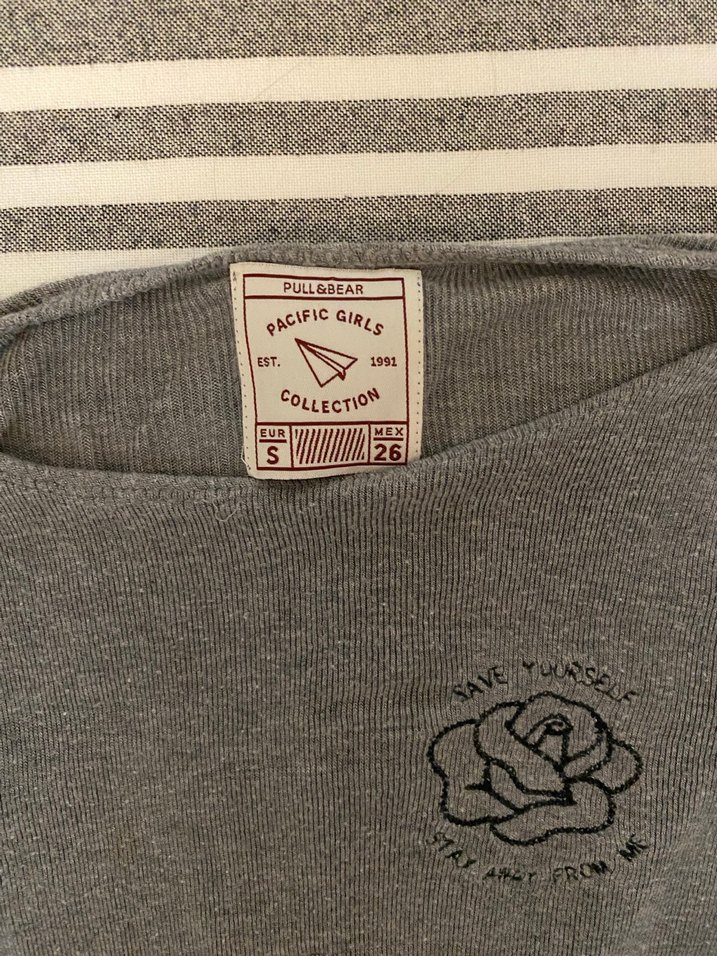 PULL&BEAR
PACIFIC GIRLS
EST. 1991
COLLECTION
EUR MEX
S 26
SAVE YOURSELF
STAY AWAY FROM ME